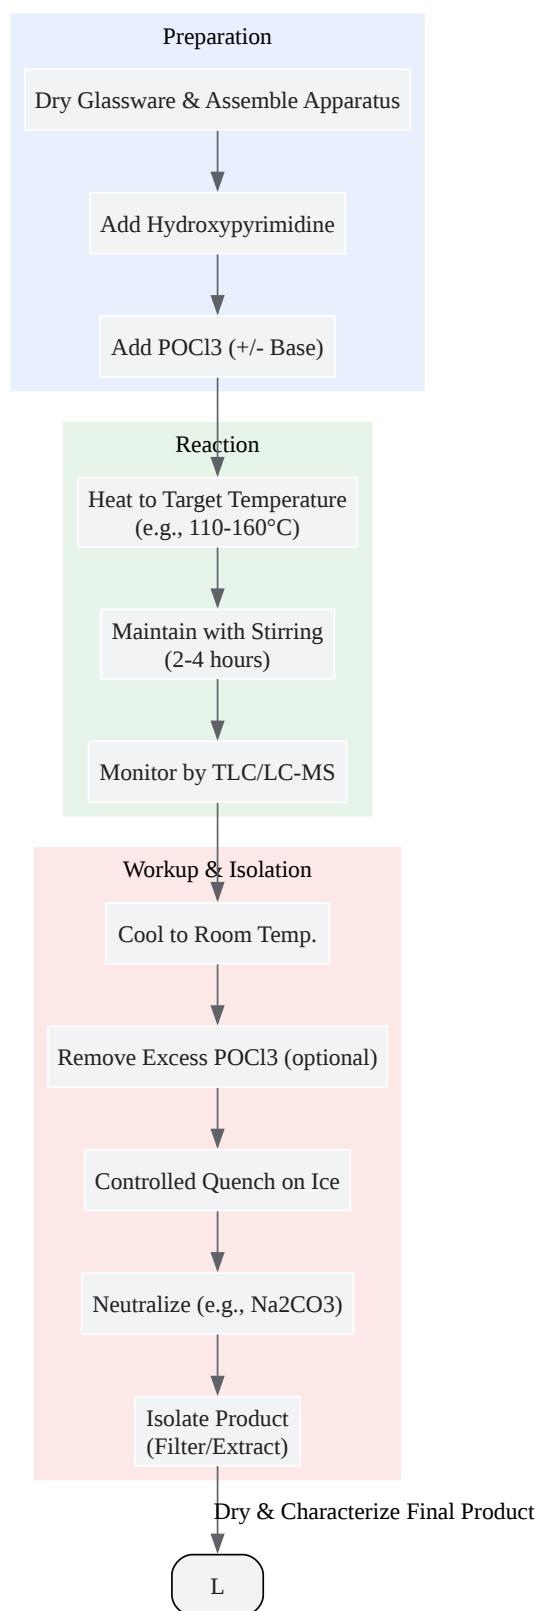 Preparation
Dry Glassware & Assemble Apparatus
Add Hydroxypyrimidine
Add POCl3 (+/- Base)
Reaction
Heat to Target Temperature
(e.g., 110-160°C)
Maintain with Stirring
(2-4 hours)
Monitor by TLC/LC-MS
Workup & Isolation
Cool to Room Temp.
Remove Excess POCl3 (optional)
Controlled Quench on Ice
Neutralize (e.g., Na2CO3)
Isolate Product
(Filter/Extract)
Dry & Characterize Final Product
L